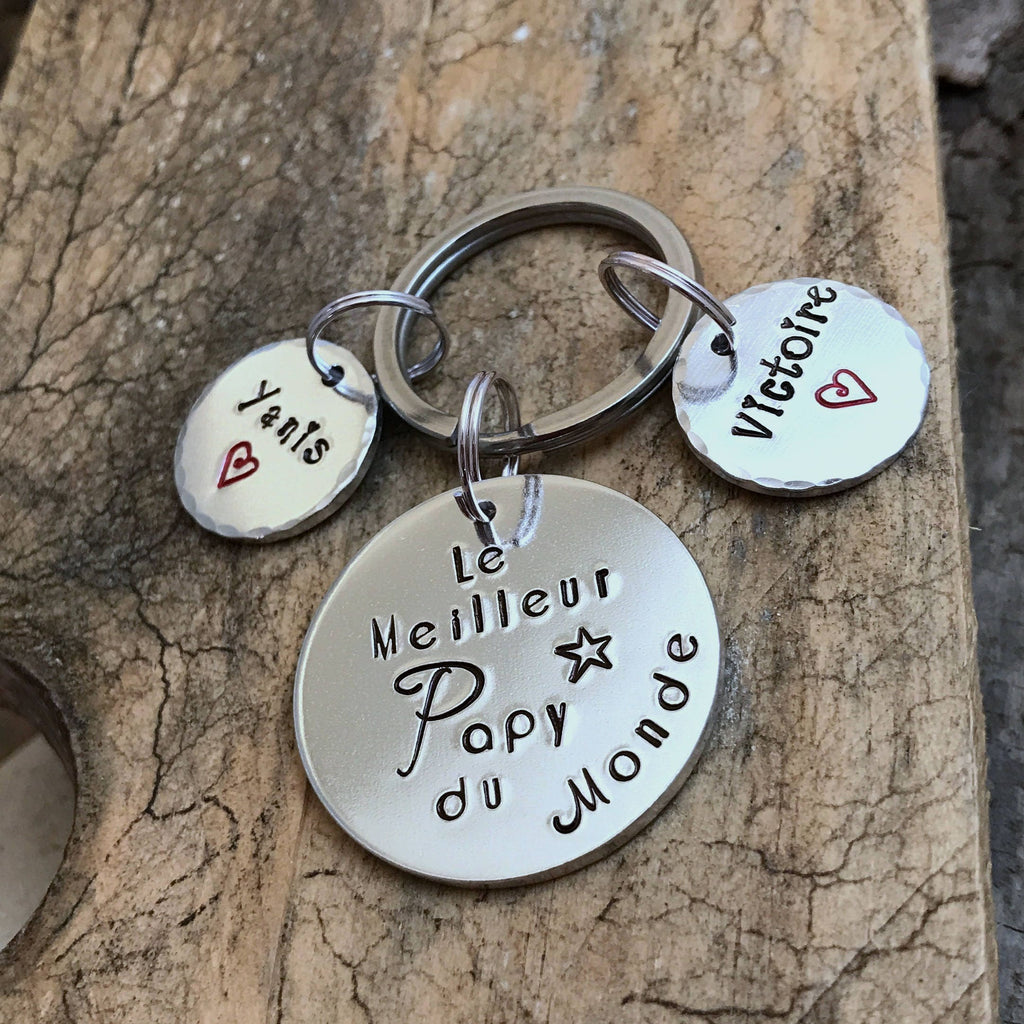 Yanis
Victoire
Le
Meilleur
Papy
du Monde